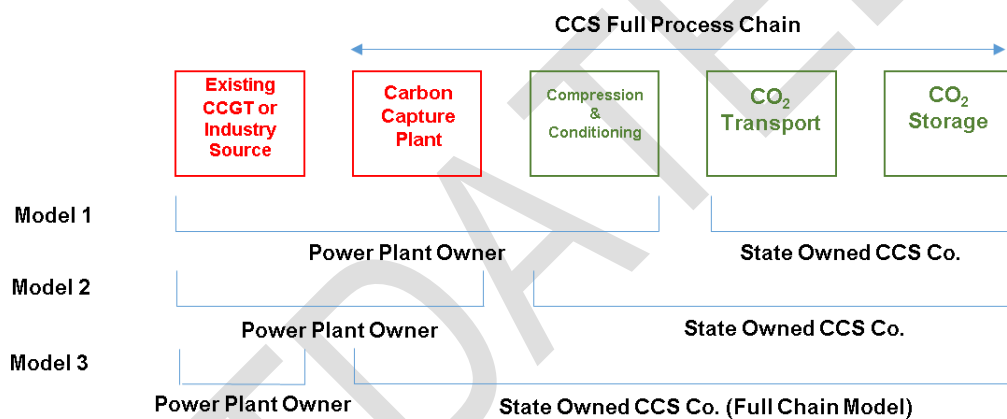 CCS Full Process Chain
Existing
CCGT or
Industry
Source
Carbon
Capture
Plant
Compression
&
Conditioning
CO2
Transport
CO2
Storage
Model 1
Power Plant Owner
State Owned CCS Co.
Model 2
Power Plant Owner
State Owned CCS Co.
Model 3
Power Plant Owner
State Owned CCS Co. (Full Chain Model)